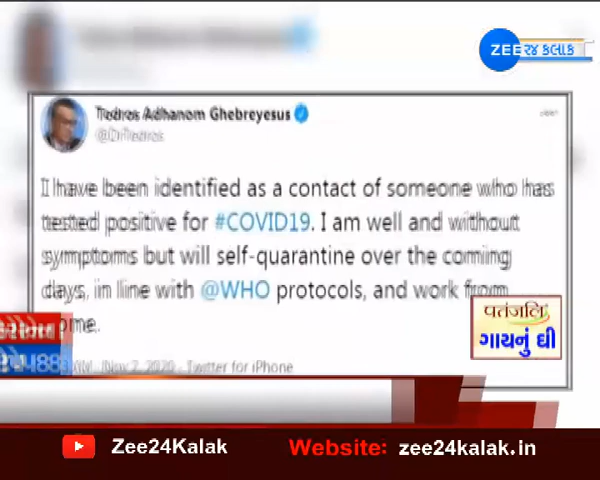 ZEE ૨૪ કલાક
Tedros Adhanom Ghebreyesus
@DrTedros
I have been identified as a contact of someone who has
tested positive for #COVID19. I am well and without
symptoms but will self-quarantine over the coming
days, in line with @WHO protocols, and work from
home.
Nov 2, 2020 · Twitter for iPhone
પતંજલિ
ગાયનું ઘી
Zee24Kalak
Website: zee24kalak.in